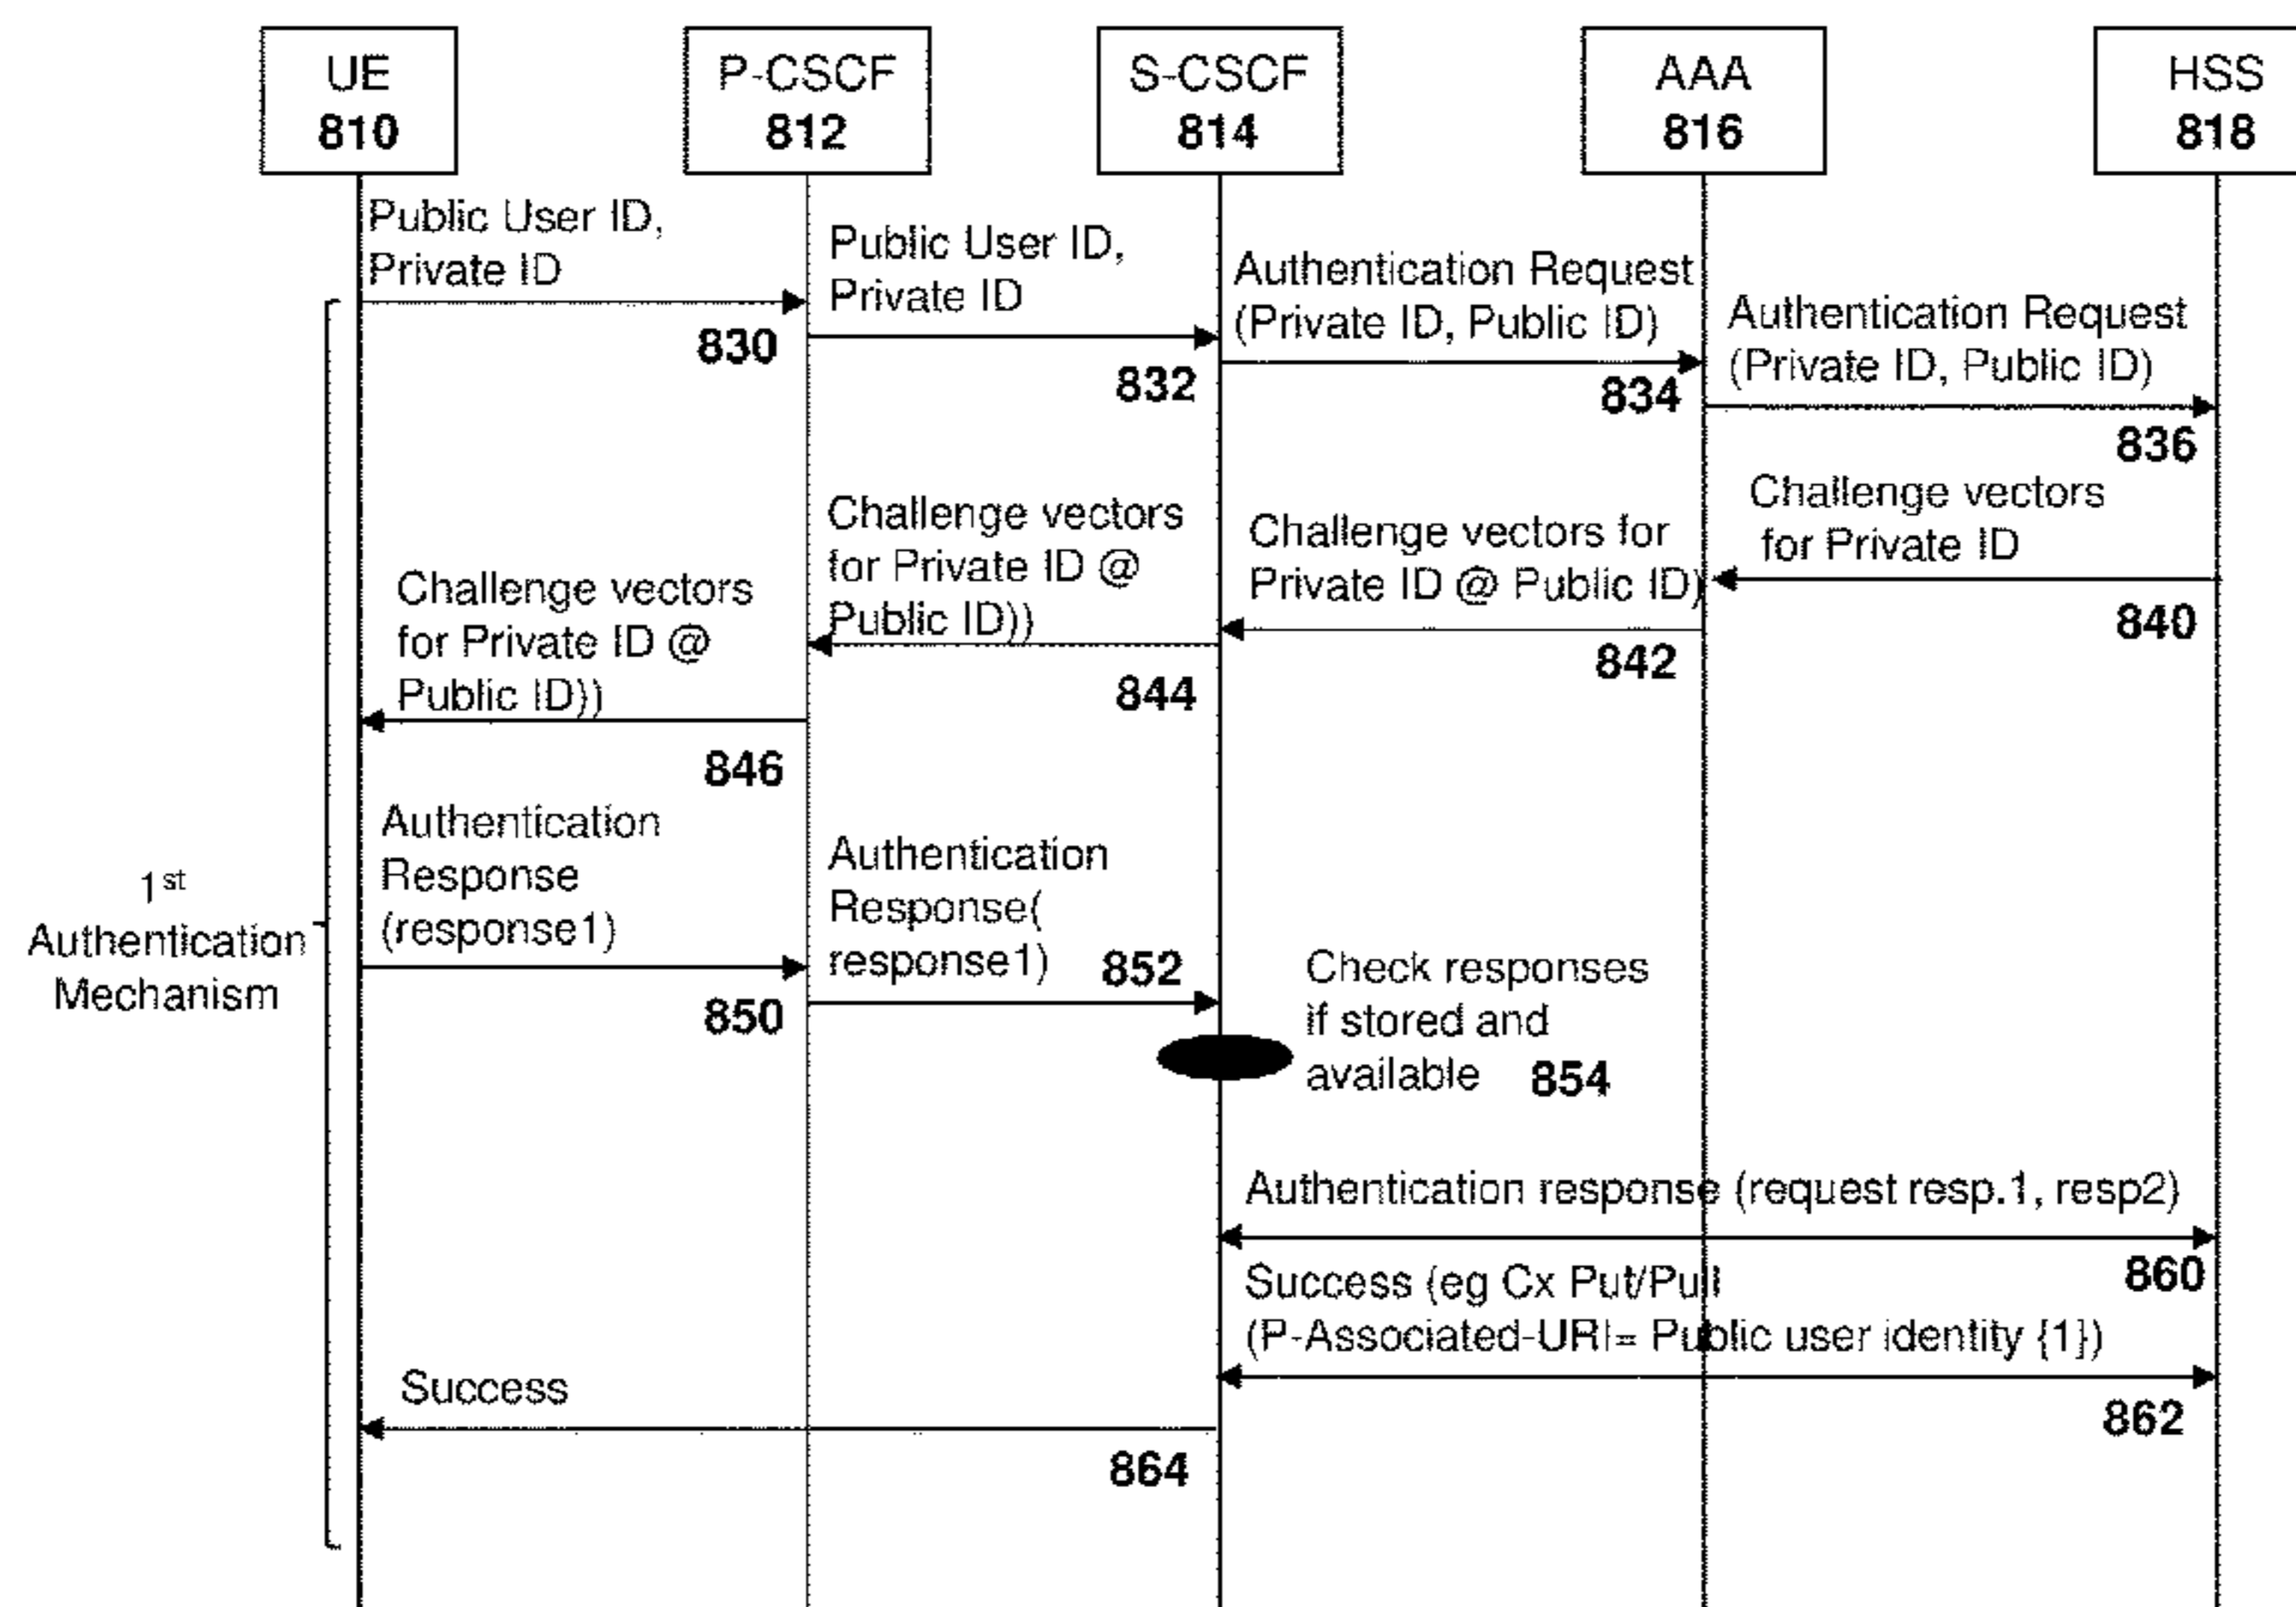 UE
810
P-CSCF
812
S-CSCF
814
AAA
816
HSS
818
Public User ID,
Private ID
830
Public User ID,
Private ID
832
Authentication Request
(Private ID, Public ID)
834
Authentication Request
(Private ID, Public ID)
836
Challenge vectors
for Private ID
840
Challenge vectors for
Private ID @ Public ID)
842
Challenge vectors
for Private ID @
Public ID))
844
Challenge vectors
for Private ID @
Public ID))
846
1st
Authentication
Mechanism
Authentication
Response
(response1)
850
Authentication
Response(
response1)
852
Check responses
if stored and
available 854
Authentication response (request resp.1, resp2)
860
Success (eg Cx Put/Pull
(P-Associated-URI= Public user identity {1})
862
Success
864